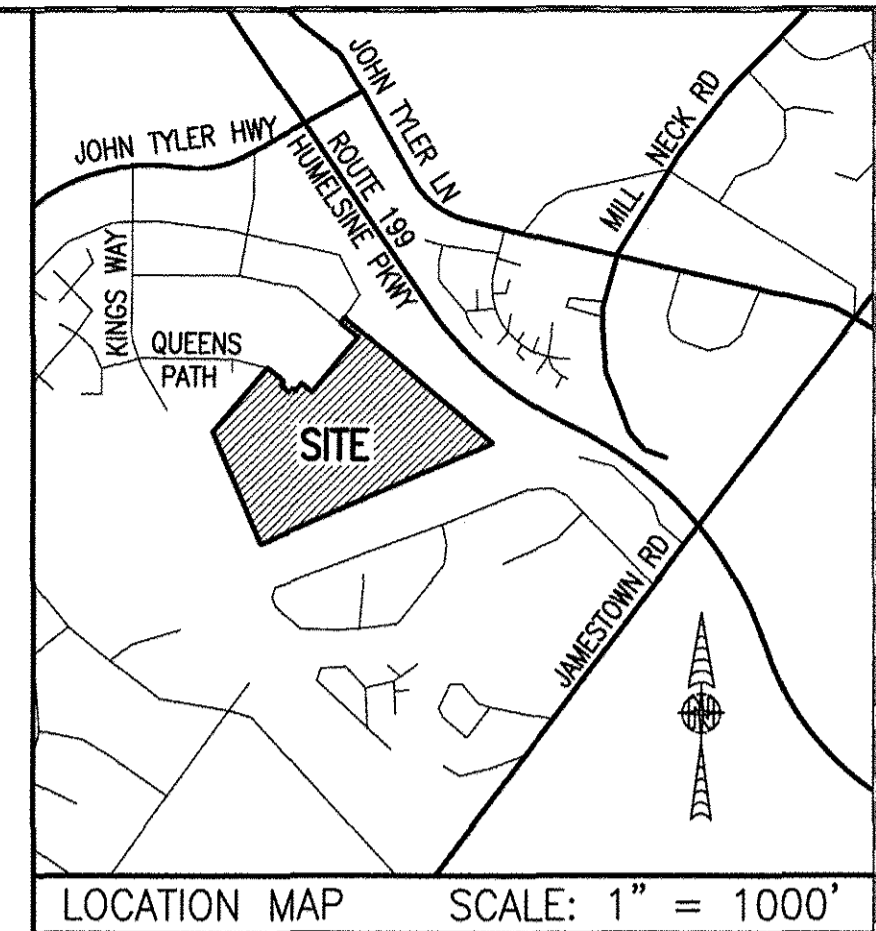 JOHN TYLER HWY
JOHN TYLER LN
ROUTE 199
HUMELSINE PKWY
MILL NECK RD
KINGS WAY
QUEENS
PATH
SITE
JAMESTOWN RD
LOCATION MAP SCALE: 1" = 1000'